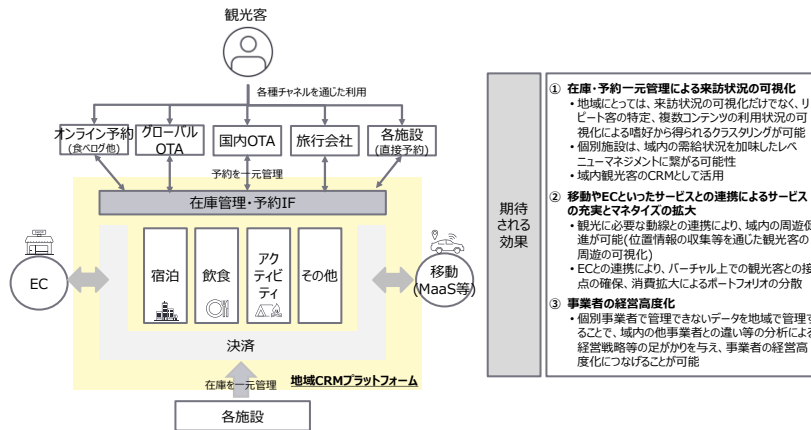 観光客
各種チャネルを通じた利用
オンライン予約
(食べログ他)
グローバル
OTA
国内OTA
旅行会社
各施設
(直接予約)
予約を一元管理
在庫管理・予約IF
EC
宿泊
飲食
アク
ティビ
ティ
その他
移動
(MaaS等)
決済
在庫を一元管理
地域CRMプラットフォーム
各施設
期待
される
効果
① 在庫・予約一元管理による来訪状況の可視化
• 地域にとっては、来訪状況の可視化だけでなく、リ
ピート客の特定、複数コンテンツの利用状況の可
視化による嗜好から得られるクラスタリングが可能
• 個別施設は、域内の需給状況を加味したレベ
ニューマネジメントに繋がる可能性
• 域内観光客のCRMとして活用
② 移動やECといったサービスとの連携によるサービス
の充実とマネタイズの拡大
• 観光に必要な動線との連携により、域内の周遊促
進が可能(位置情報の収集等を通じた観光客の
周遊の可視化)
• ECとの連携により、バーチャル上での観光客との接
点の確保、消費拡大によるポートフォリオの分散
③ 事業者の経営高度化
• 個別事業者で管理できないデータを地域で管理す
ることで、域内の他事業者との違い等の分析による
経営戦略等の足がかりを与え、事業者の経営高
度化につなげることが可能